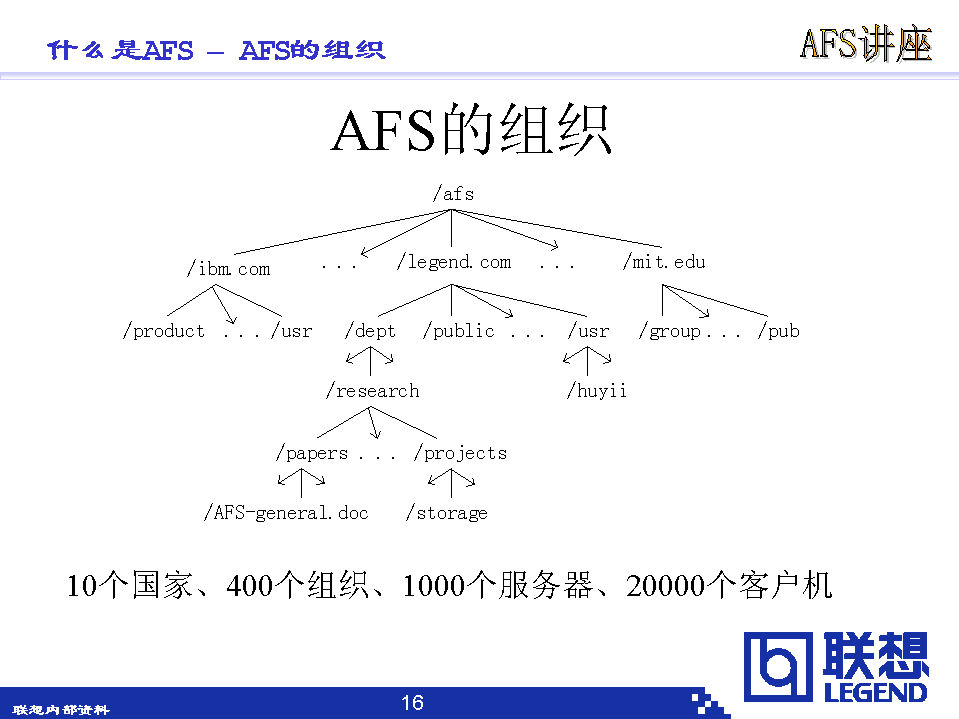 什么是AFS – AFS的组织
AFS讲座
AFS的组织
/afs
/ibm.com ... /legend.com ... /mit.edu
/product ... /usr /dept /public ... /usr /group ... /pub
/research /huyii
/papers ... /projects
/AFS-general.doc /storage
10个国家、400个组织、1000个服务器、20000个客户机
联想
LEGEND
联想内部资料
16